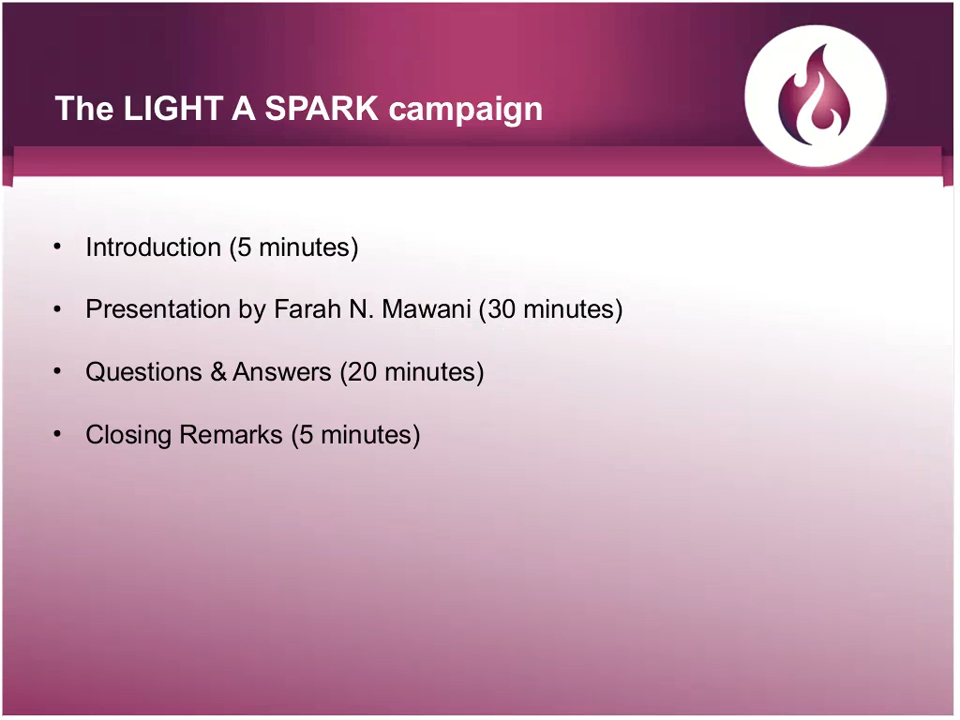 The LIGHT A SPARK campaign
• Introduction (5 minutes)
• Presentation by Farah N. Mawani (30 minutes)
• Questions & Answers (20 minutes)
• Closing Remarks (5 minutes)